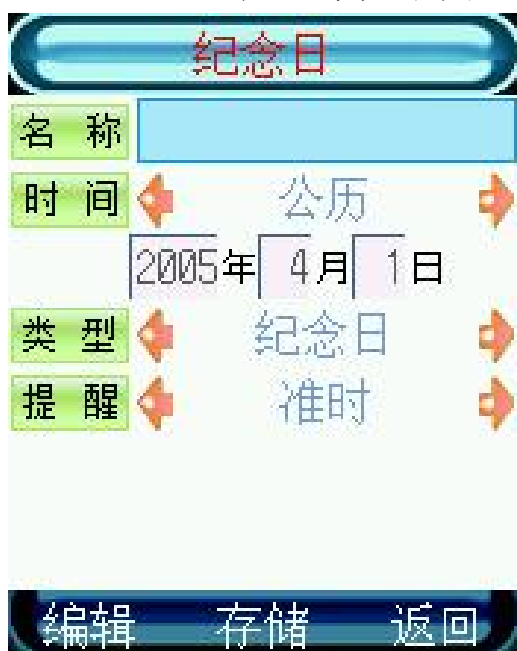 纪念日
名 称
时 间 公历
2005年 4月 1日
类 型 纪念日
提 醒 准时
编辑 存储 返回